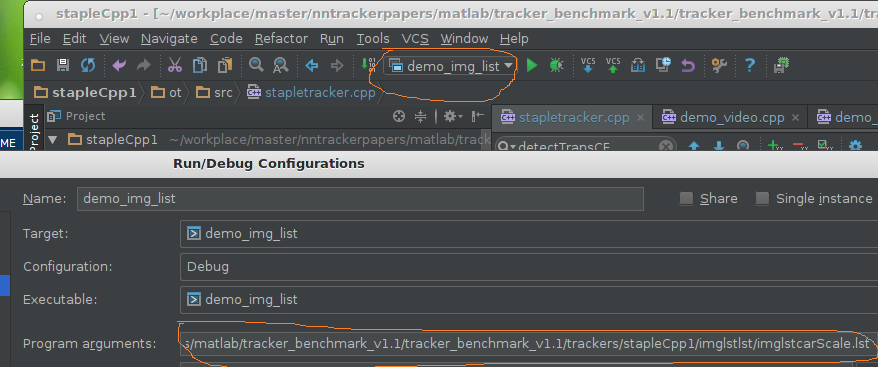 stapleCpp1 - [~/workplace/master/nntrackerpapers/matlab/tracker_benchmark_v1.1/tracker_benchmark_v1.1/tra
File Edit View Navigate Code Refactor Run Tools VCS Window Help
demo_img_list VCS VCS
stapleCpp1 ot src stapletracker.cpp
Project Project stapletracker.cpp demo_video.cpp demo_
stapleCpp1 ~/workplace/master/nntrackerpapers/matlab/track detectTransCF
ME
Run/Debug Configurations
Name: demo_img_list Share Single instance
Target: demo_img_list
Configuration: Debug
Executable: demo_img_list
Program arguments: s/matlab/tracker_benchmark_v1.1/tracker_benchmark_v1.1/trackers/stapleCpp1/imglstlst/imglstcarScale.lst